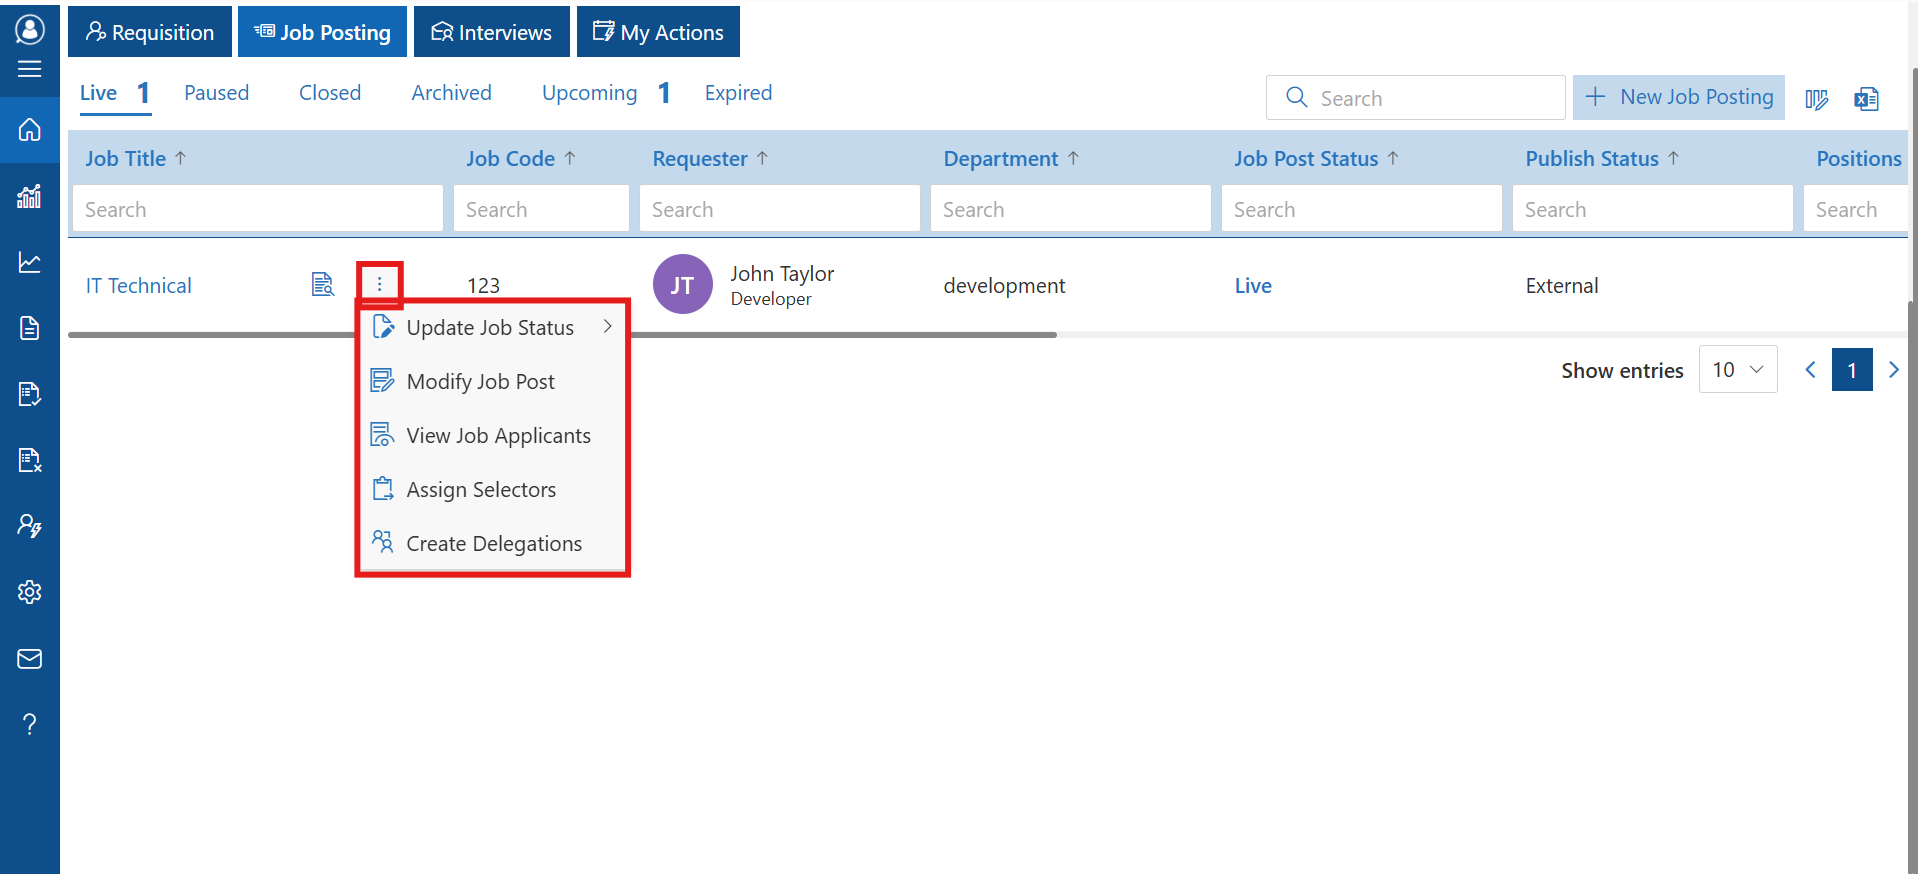 Requisition
Job Posting
Interviews
My Actions
Live 1
Paused
Closed
Archived
Upcoming 1
Expired
Search
+ New Job Posting
Job Title ↑
Job Code ↑
Requester ↑
Department ↑
Job Post Status ↑
Publish Status ↑
Positions
Search
Search
Search
Search
Search
Search
Search
IT Technical
123
JT
John Taylor
Developer
development
Live
External
Update Job Status
Modify Job Post
View Job Applicants
Assign Selectors
Create Delegations
Show entries
10
1
?